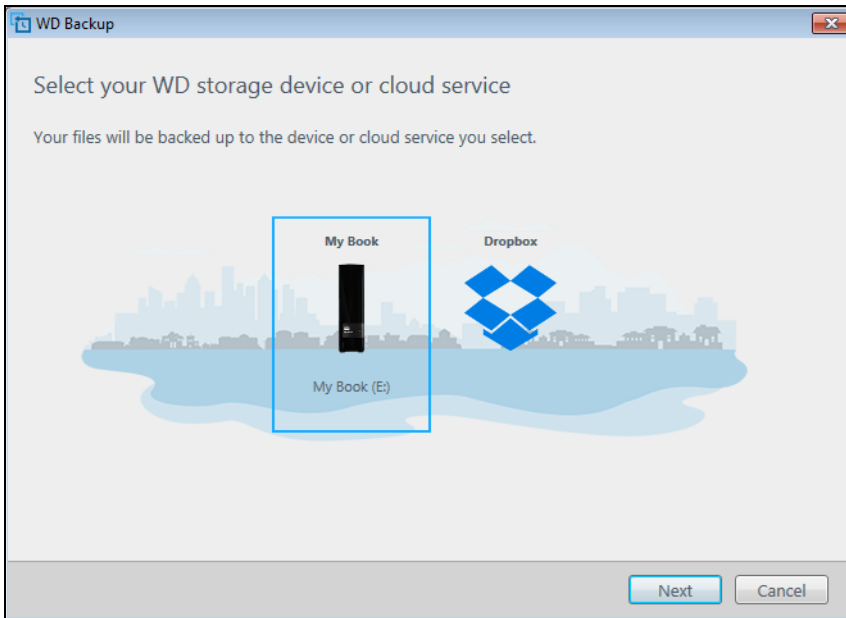 WD Backup
Select your WD storage device or cloud service
Your files will be backed up to the device or cloud service you select.
My Book
Dropbox
My Book (E:)
Next
Cancel